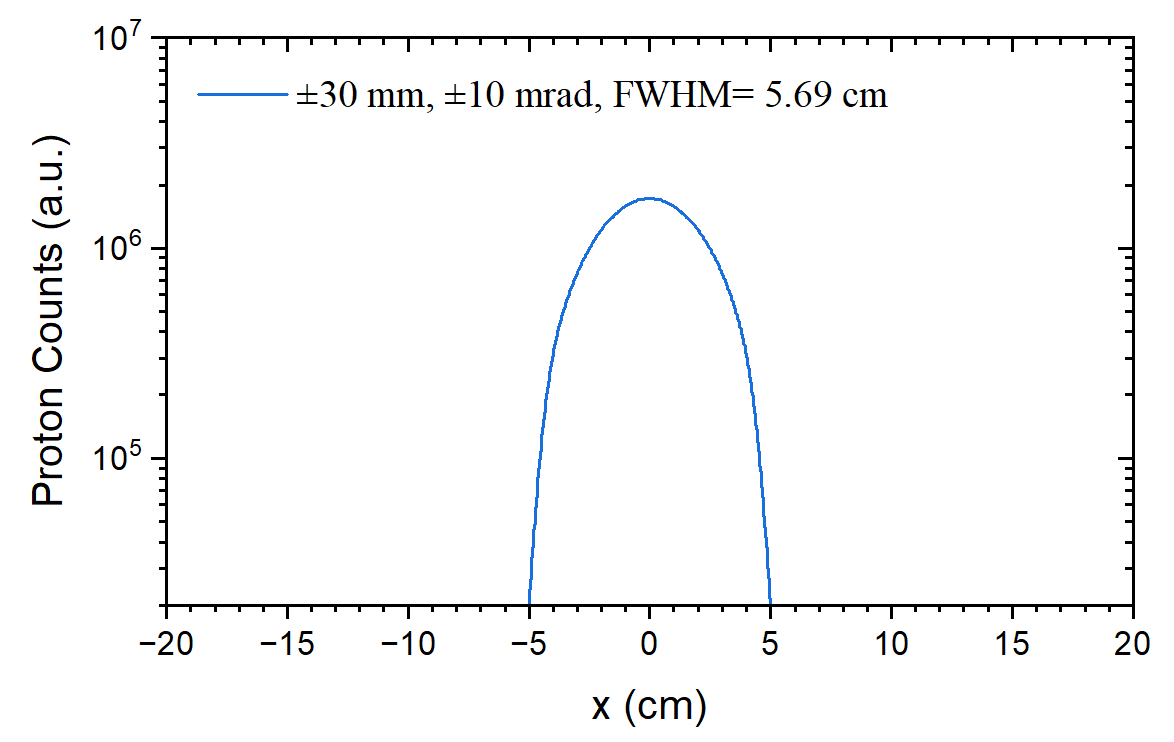 10⁷
±30 mm, ±10 mrad, FWHM= 5.69 cm
10⁶
10⁵
Proton Counts (a.u.)
−20 −15 −10 −5 0 5 10 15 20
x (cm)